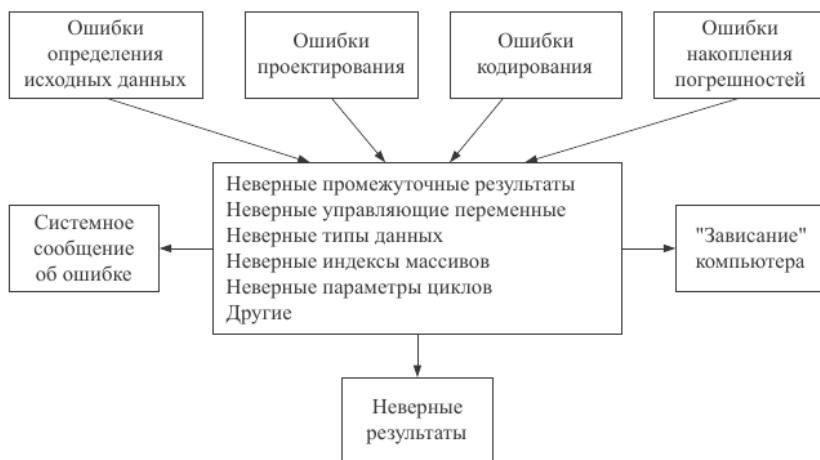 Ошибки
определения
исходных данных
Ошибки
проектирования
Ошибки
кодирования
Ошибки
накопления
погрешностей
Неверные промежуточные результаты
Неверные управляющие переменные
Неверные типы данных
Неверные индексы массивов
Неверные параметры циклов
Другие
Системное
сообщение
об ошибке
"Зависание"
компьютера
Неверные
результаты